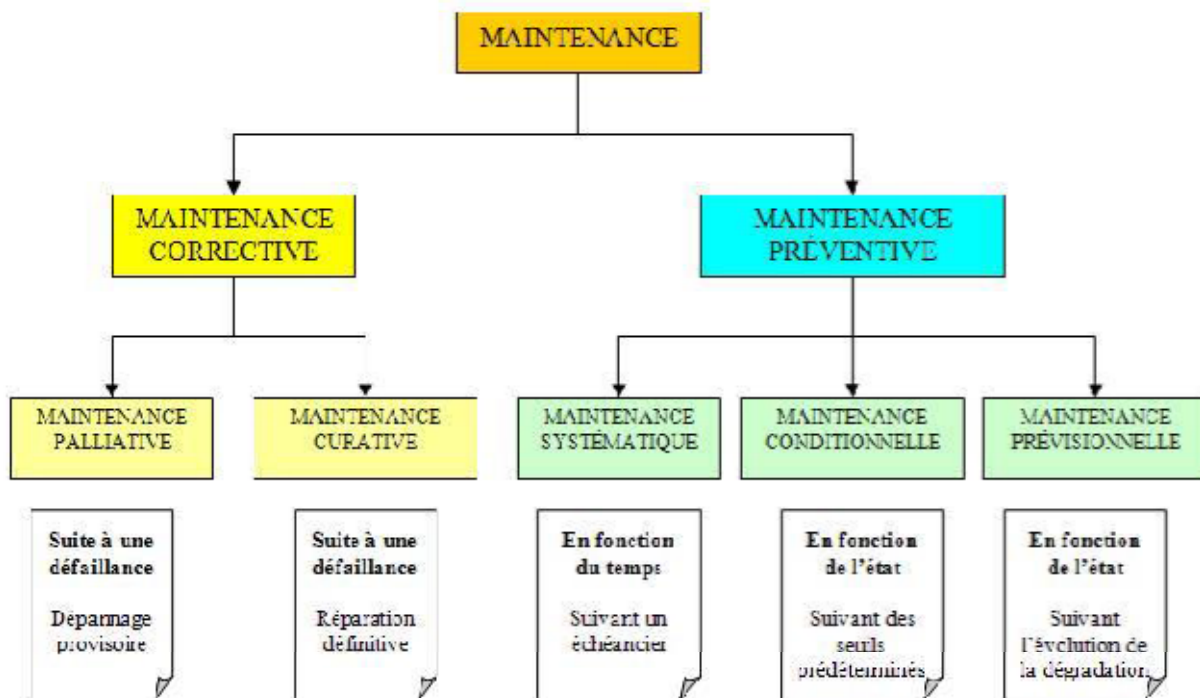 MAINTENANCE
MAINTENANCE
CORRECTIVE
MAINTENANCE
PRÉVENTIVE
MAINTENANCE
PALLIATIVE
MAINTENANCE
CURATIVE
MAINTENANCE
SYSTÉMATIQUE
MAINTENANCE
CONDITIONNELLE
MAINTENANCE
PRÉVISIONNELLE
Suite à une
défaillance
Dépannage
provisoire
Suite à une
défaillance
Réparation
définitive
En fonction
du temps
Suivant un
échéancier
En fonction
de l'état
Suivant des
seuils
prédéterminés
En fonction
de l'état
Suivant
l'évolution de
la dégradation